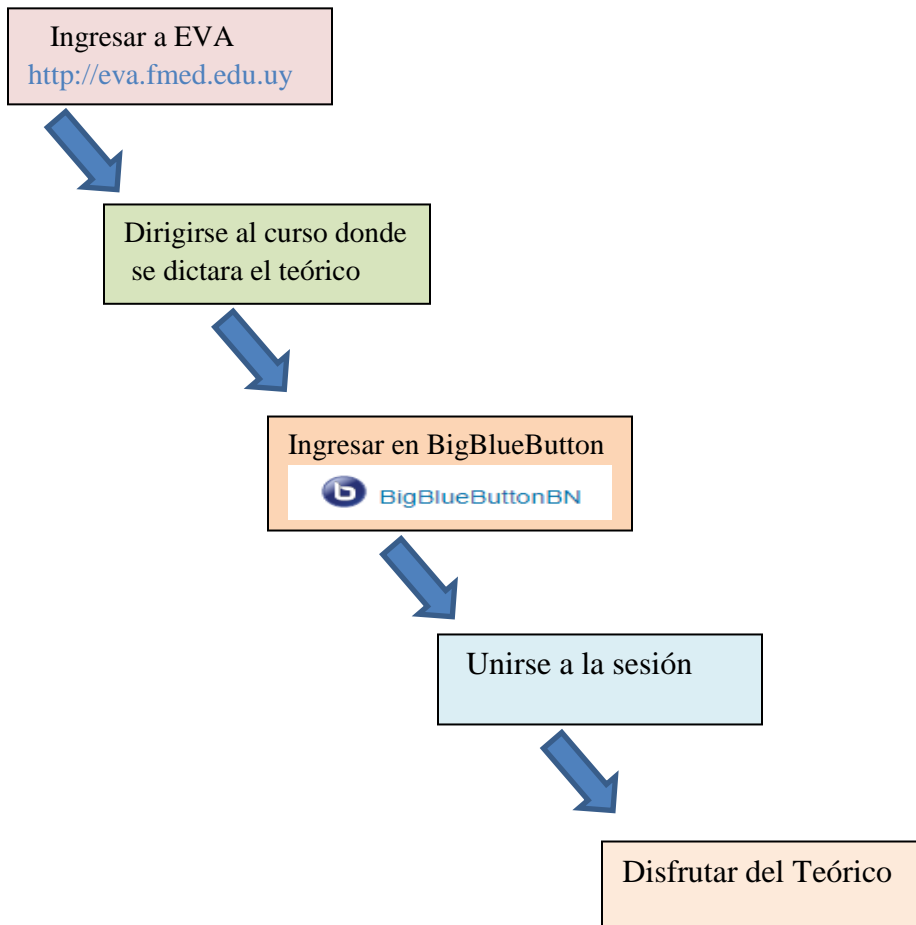 Ingresar a EVA
http://eva.fmed.edu.uy
Dirigirse al curso donde
se dictara el teórico
Ingresar en BigBlueButton
b BigBlueButtonBN
Unirse a la sesión
Disfrutar del Teórico